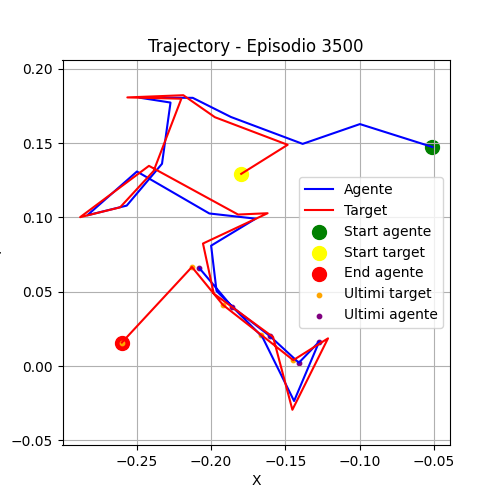 Trajectory - Episodio 3500
0.20
0.15
0.10
0.05
0.00
−0.05
Agente
Target
Start agente
Start target
End agente
Ultimi target
Ultimi agente
−0.25
−0.20
−0.15
−0.10
−0.05
X